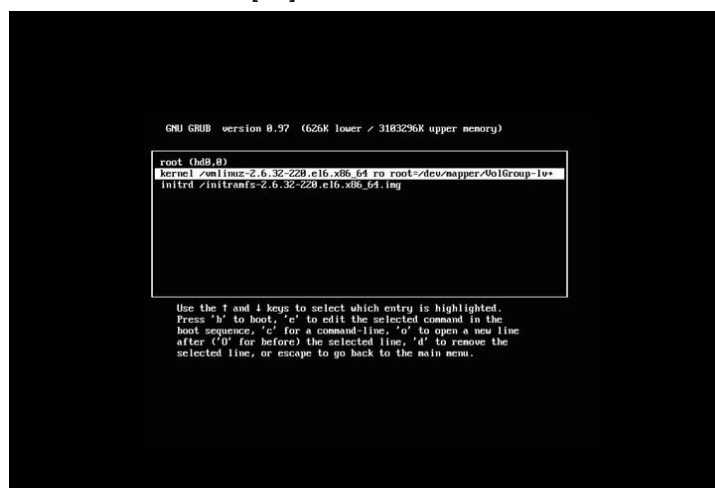 GNU GRUB version 0.97 (626K lower / 3103296K upper memory)
root (hd0,0)
kernel /vmlinuz-2.6.32-220.el6.x86_64 ro root=/dev/mapper/VolGroup-lv→
initrd /initramfs-2.6.32-220.el6.x86_64.img
Use the ↑ and ↓ keys to select which entry is highlighted.
Press 'b' to boot, 'e' to edit the selected command in the
boot sequence, 'c' for a command-line, 'o' to open a new line
after ('O' for before) the selected line, 'd' to remove the
selected line, or escape to go back to the main menu.